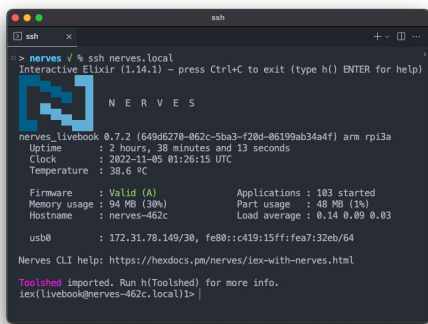 ssh
ssh
> nerves √ % ssh nerves.local
Interactive Elixir (1.14.1) - press Ctrl+C to exit (type h() ENTER for help)
N E R V E S
nerves_livebook 0.7.2 (649d6270-062c-5ba3-f20d-06199ab34a4f) arm rpi3a
Uptime : 2 hours, 38 minutes and 13 seconds
Clock : 2022-11-05 01:26:15 UTC
Temperature : 38.6 ºC
Firmware : Valid (A) Applications : 103 started
Memory usage : 94 MB (30%) Part usage : 48 MB (1%)
Hostname : nerves-462c Load average : 0.14 0.09 0.03
usb0 : 172.31.78.149/30, fe80::c419:15ff:fea7:32eb/64
Nerves CLI help: https://hexdocs.pm/nerves/iex-with-nerves.html
Toolshed imported. Run h(Toolshed) for more info.
iex(livebook@nerves-462c.local)1>